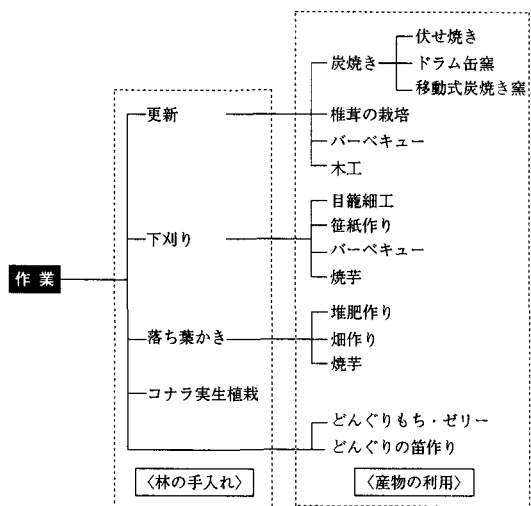 作業
更新
炭焼き
伏せ焼き
ドラム缶窯
移動式炭焼き窯
椎茸の栽培
バーベキュー
木工
下刈り
目籠細工
笹紙作り
バーベキュー
焼芋
落ち葉かき
堆肥作り
畑作り
焼芋
コナラ実生植栽
どんぐりもち・ゼリー
どんぐりの笛作り
〈林の手入れ〉
〈産物の利用〉